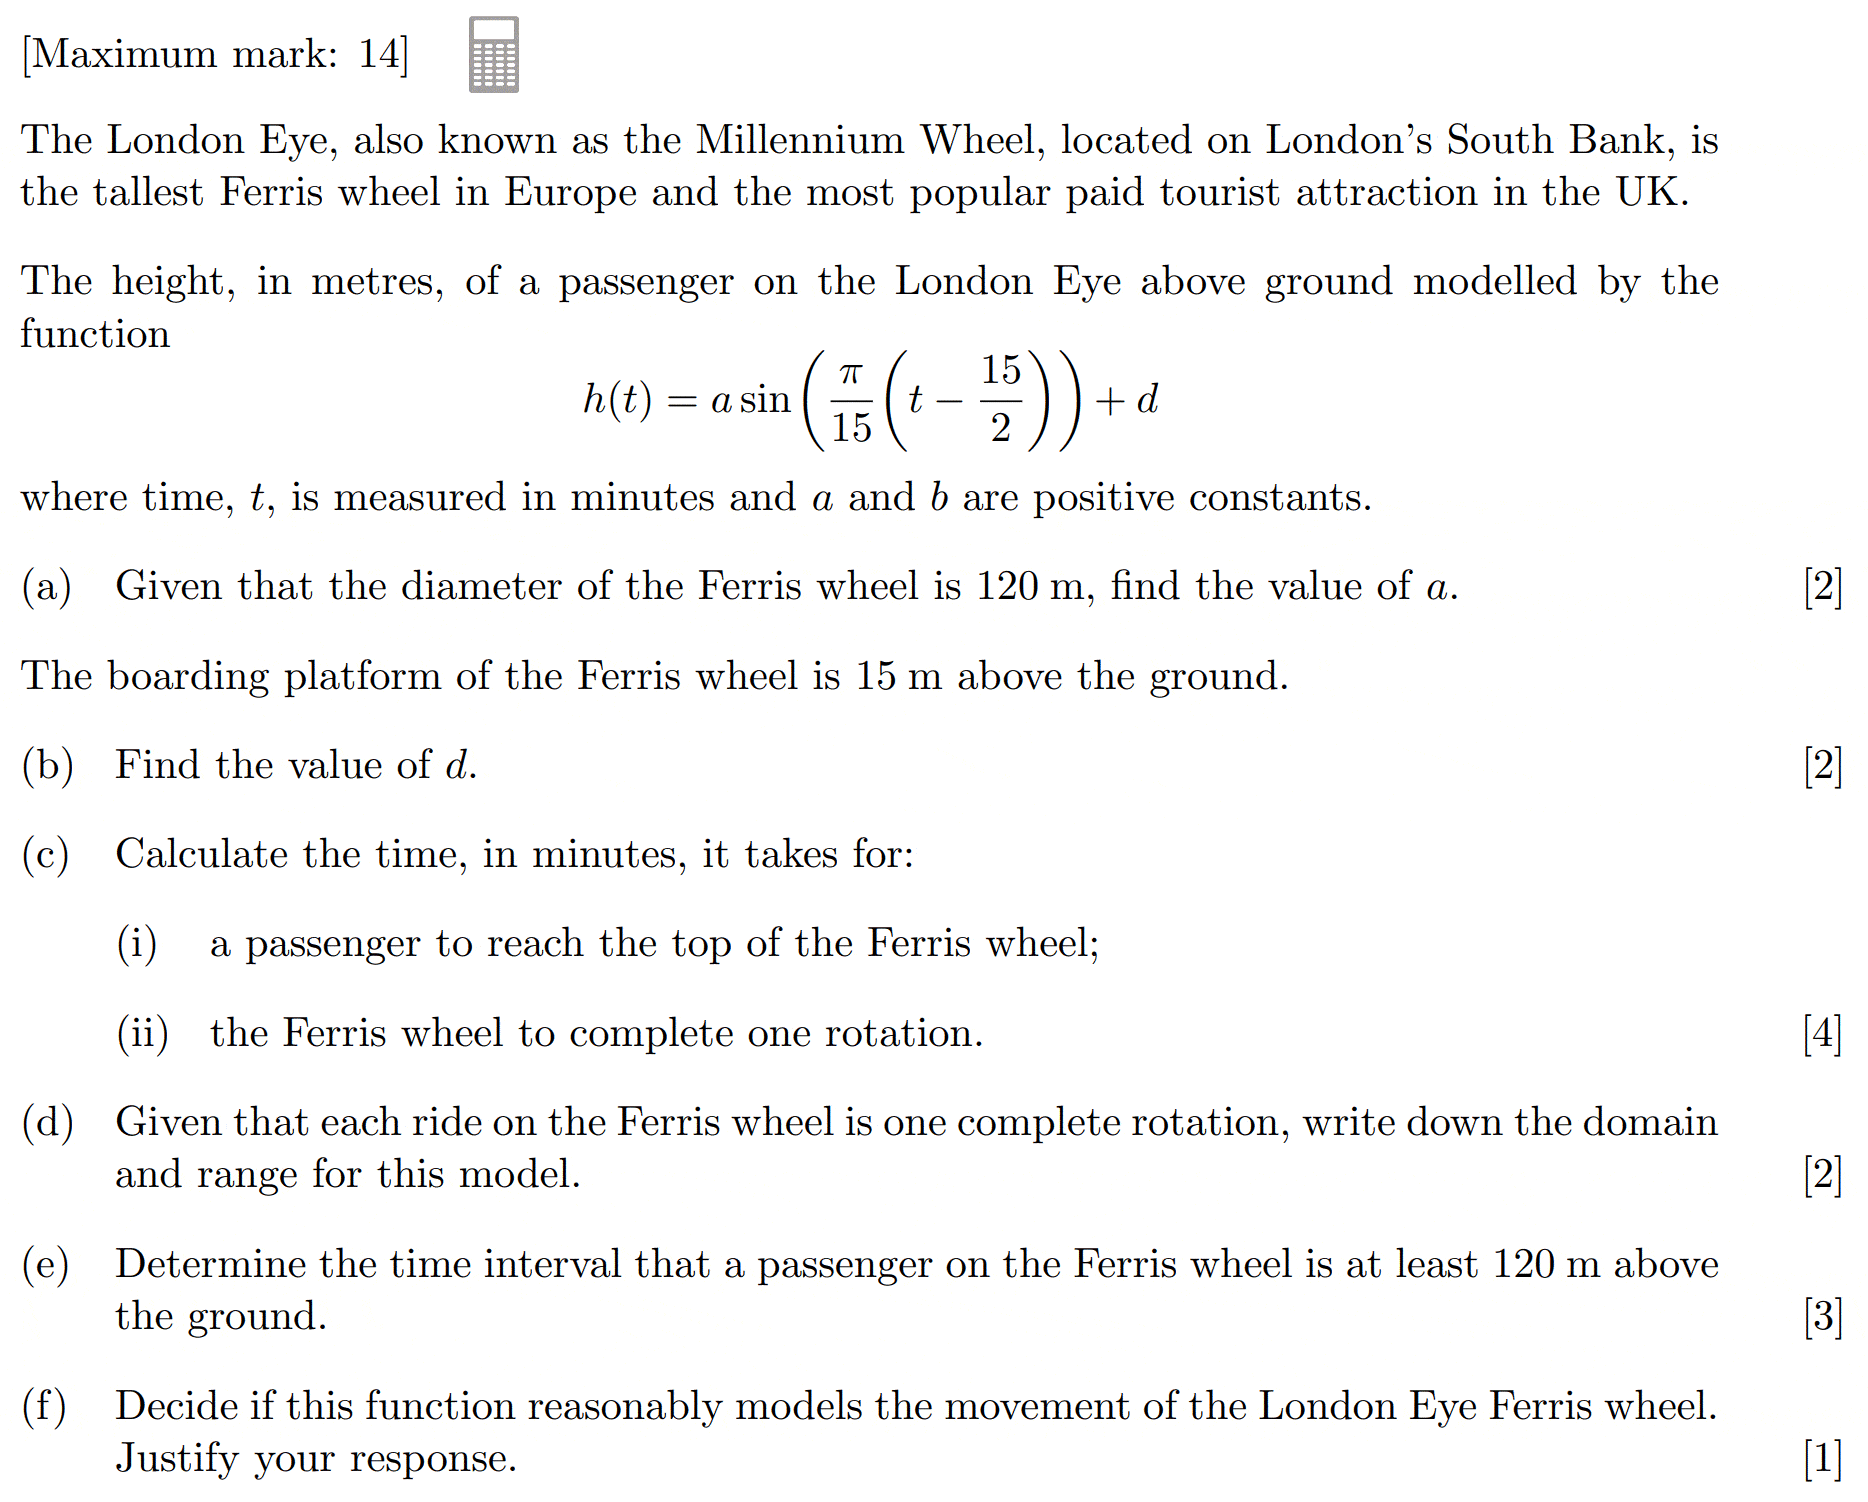 [Maximum mark: 14]
The London Eye, also known as the Millennium Wheel, located on London's South Bank, is
the tallest Ferris wheel in Europe and the most popular paid tourist attraction in the UK.
The height, in metres, of a passenger on the London Eye above ground modelled by the
function
h(t) = a sin(π/15 (t − 15/2)) + d
where time, t, is measured in minutes and a and b are positive constants.
(a) Given that the diameter of the Ferris wheel is 120 m, find the value of a. [2]
The boarding platform of the Ferris wheel is 15 m above the ground.
(b) Find the value of d. [2]
(c) Calculate the time, in minutes, it takes for:
(i) a passenger to reach the top of the Ferris wheel;
(ii) the Ferris wheel to complete one rotation. [4]
(d) Given that each ride on the Ferris wheel is one complete rotation, write down the domain
and range for this model. [2]
(e) Determine the time interval that a passenger on the Ferris wheel is at least 120 m above
the ground. [3]
(f) Decide if this function reasonably models the movement of the London Eye Ferris wheel.
Justify your response. [1]